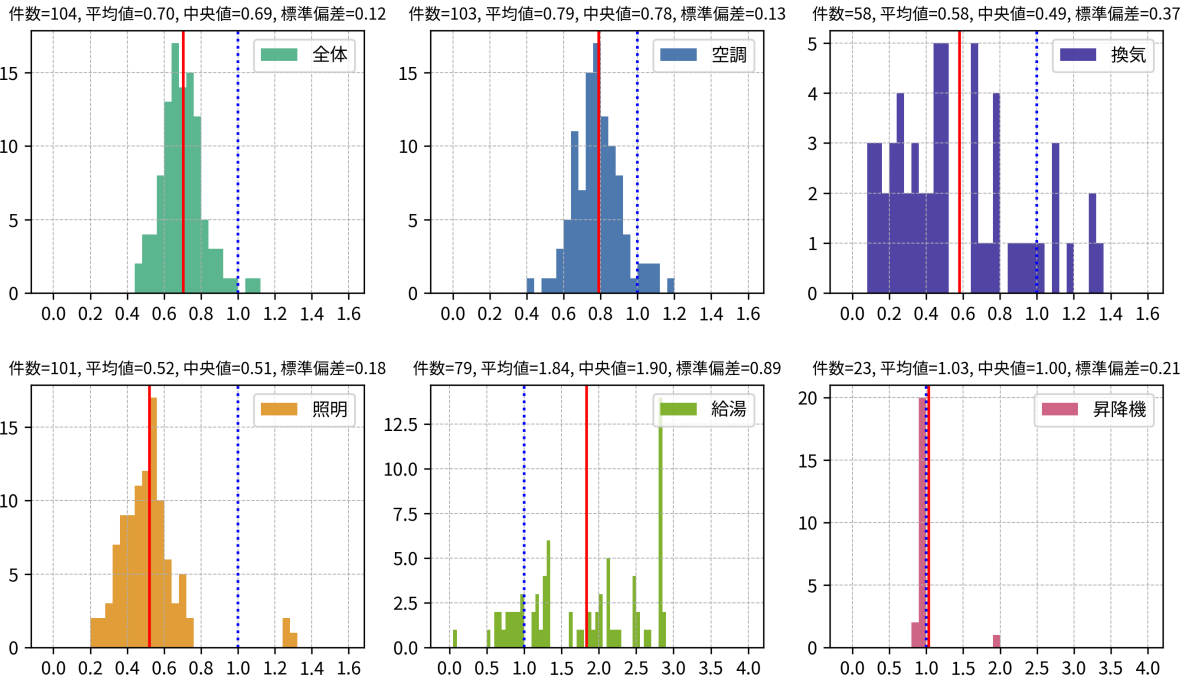 件数=104, 平均値=0.70, 中央値=0.69, 標準偏差=0.12
全体
15
10
5
0
0.0 0.2 0.4 0.6 0.8 1.0 1.2 1.4 1.6
件数=103, 平均値=0.79, 中央値=0.78, 標準偏差=0.13
空調
15
10
5
0
0.0 0.2 0.4 0.6 0.8 1.0 1.2 1.4 1.6
件数=58, 平均値=0.58, 中央値=0.49, 標準偏差=0.37
換気
5
4
3
2
1
0
0.0 0.2 0.4 0.6 0.8 1.0 1.2 1.4 1.6
件数=101, 平均値=0.52, 中央値=0.51, 標準偏差=0.18
照明
15
10
5
0
0.0 0.2 0.4 0.6 0.8 1.0 1.2 1.4 1.6
件数=79, 平均値=1.84, 中央値=1.90, 標準偏差=0.89
給湯
12.5
10.0
7.5
5.0
2.5
0.0
0.0 0.5 1.0 1.5 2.0 2.5 3.0 3.5 4.0
件数=23, 平均値=1.03, 中央値=1.00, 標準偏差=0.21
昇降機
20
15
10
5
0
0.0 0.5 1.0 1.5 2.0 2.5 3.0 3.5 4.0